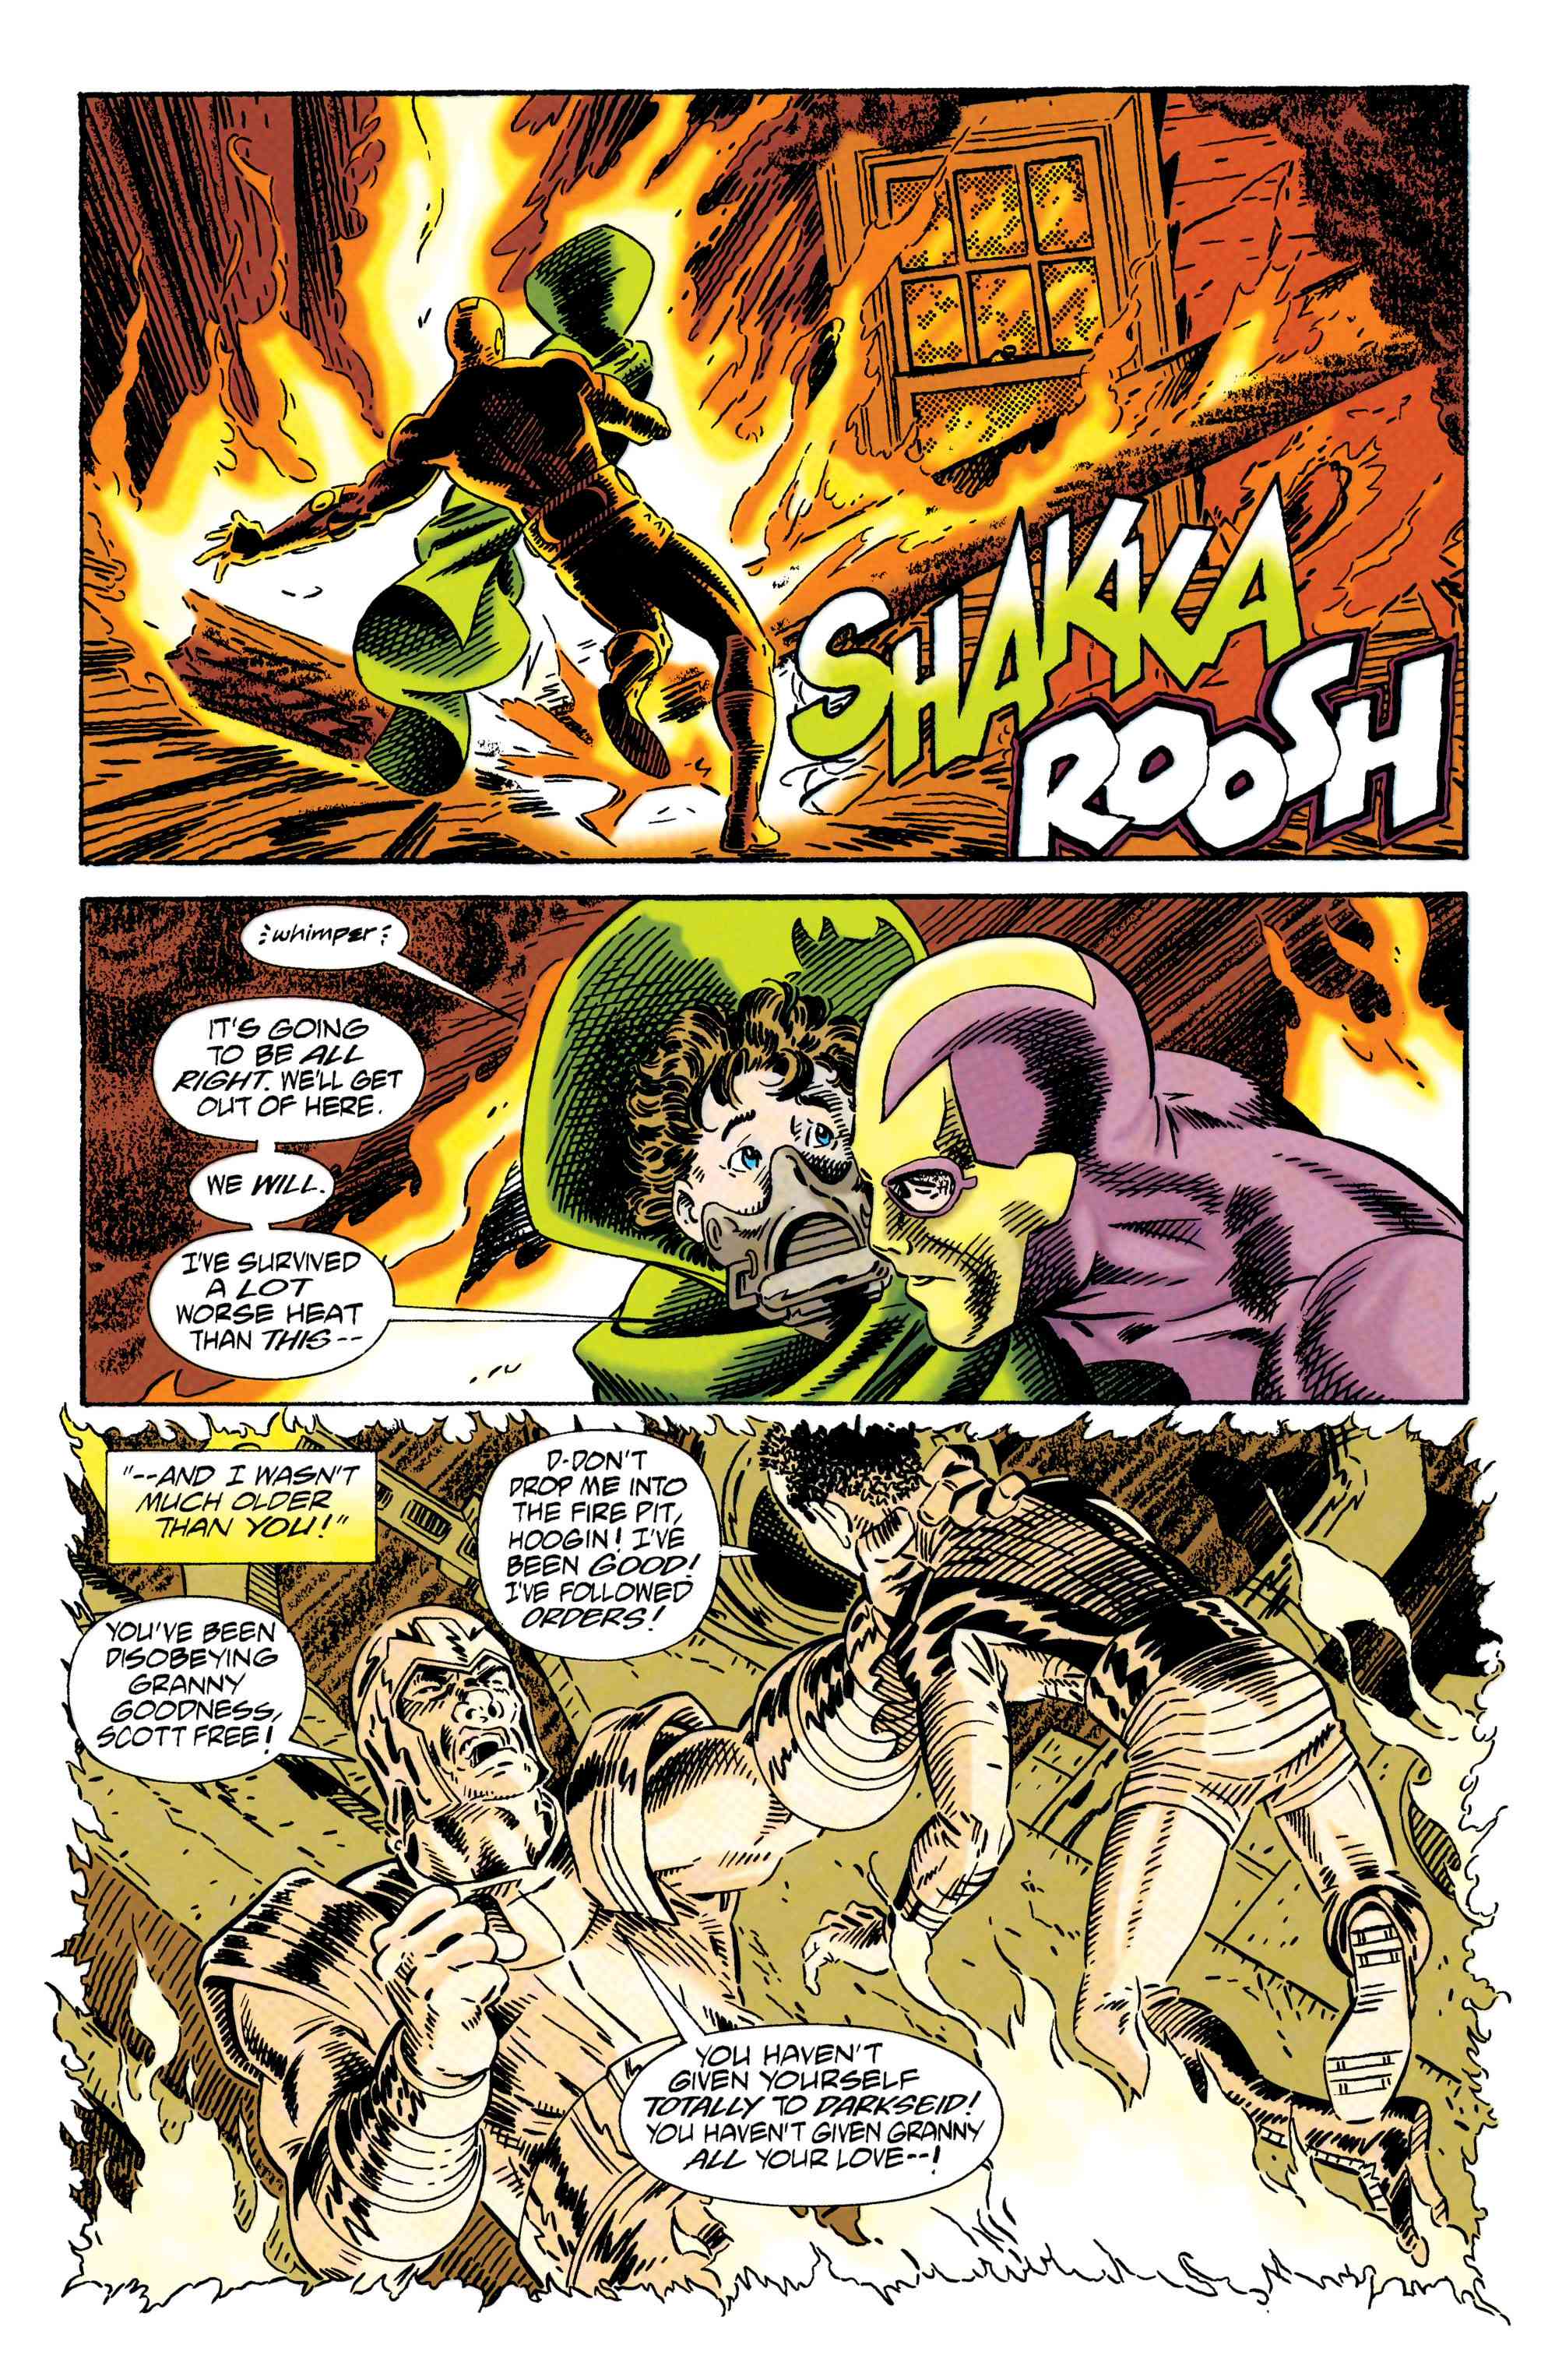 SHAKKA
ROOSH
whimper
IT'S GOING
TO BE ALL
RIGHT. WE'LL GET
OUT OF HERE.
WE WILL.
I'VE SURVIVED
A LOT
WORSE HEAT
THAN THIS--
"--AND I WASN'T
MUCH OLDER
THAN YOU!"
D-DON'T
DROP ME INTO
THE FIRE PIT,
HOOGIN! I'VE
BEEN GOOD!
I'VE FOLLOWED
ORDERS!
YOU'VE BEEN
DISOBEYING
GRANNY
GOODNESS,
SCOTT FREE!
YOU HAVEN'T
GIVEN YOURSELF
TOTALLY TO DARKSEID!
YOU HAVEN'T GIVEN GRANNY
ALL YOUR LOVE--!